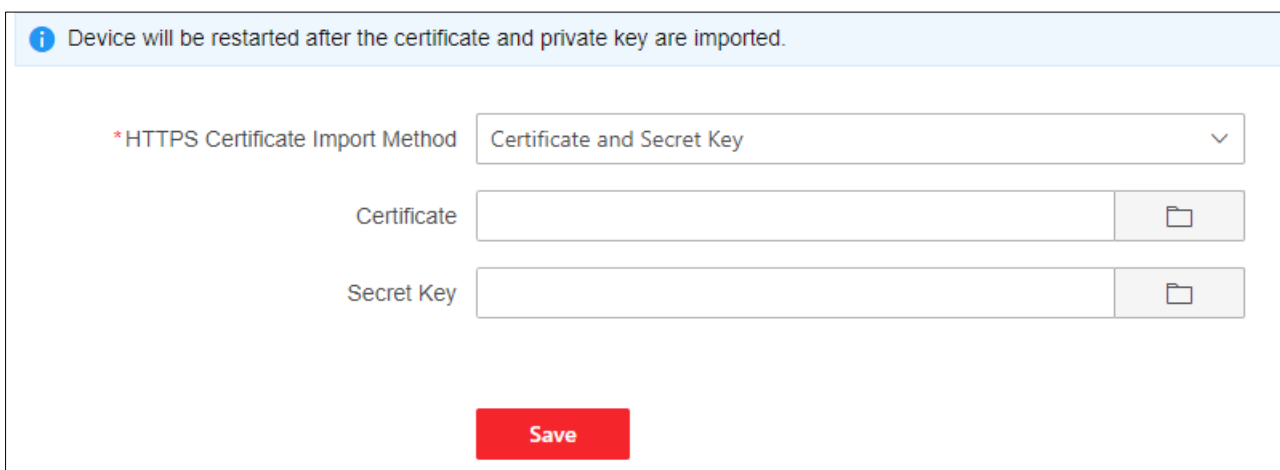 Device will be restarted after the certificate and private key are imported.
*HTTPS Certificate Import Method Certificate and Secret Key
Certificate
Secret Key
Save